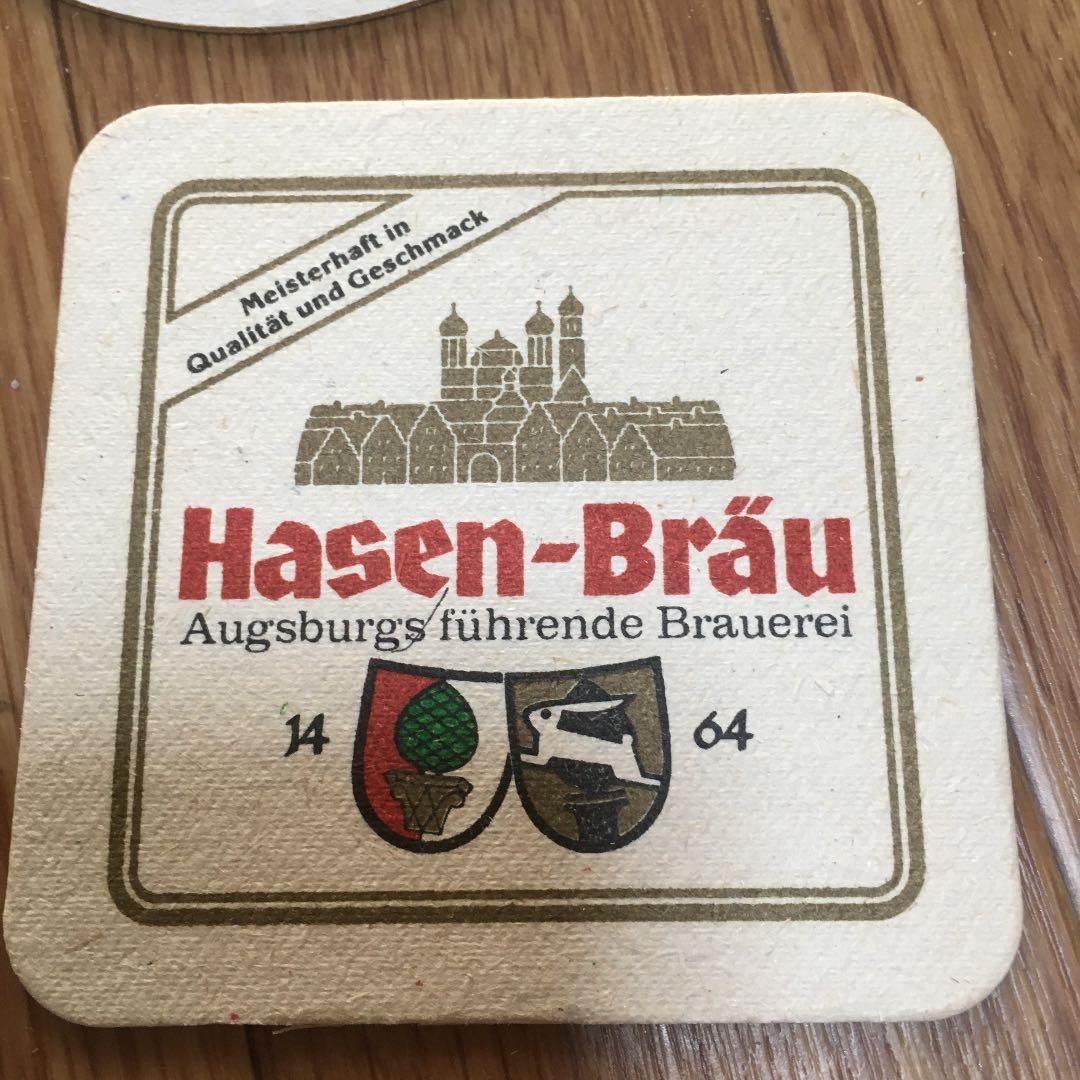 Meisterhaft in
Qualität und Geschmack
Hasen-Bräu
Augsburgs führende Brauerei
14 64